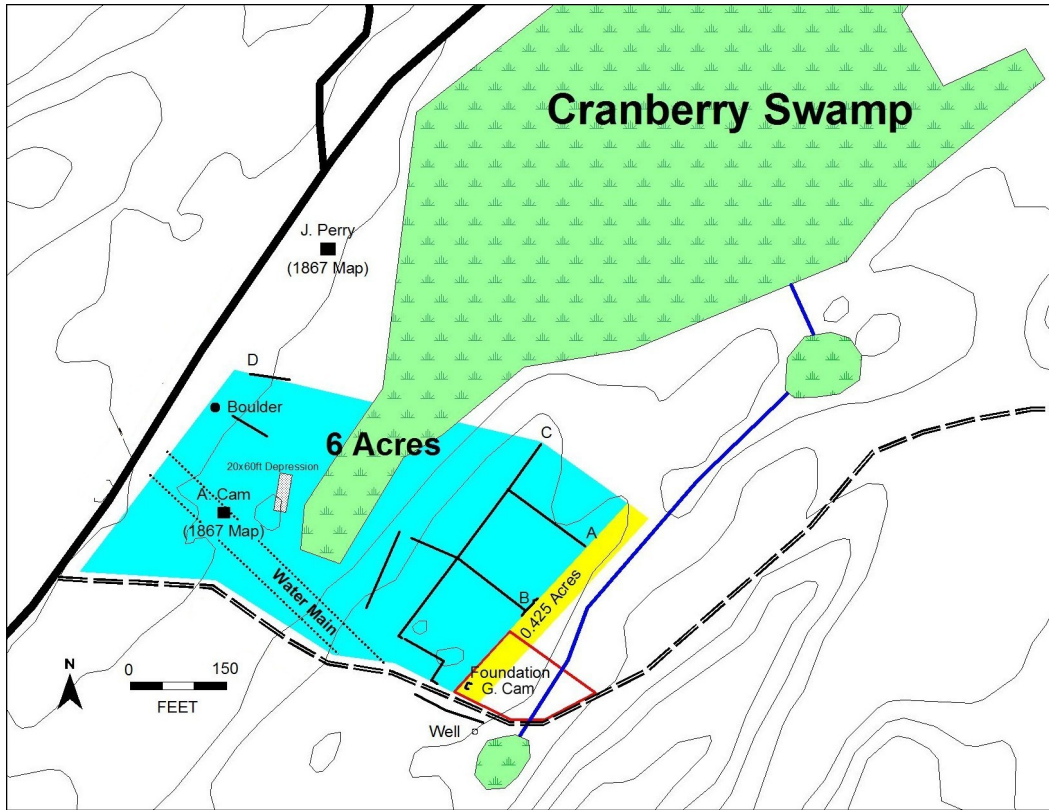 Cranberry Swamp
J. Perry
(1867 Map)
D
Boulder
C
6 Acres
20x60ft Depression
A. Cam
(1867 Map)
A
Water Main
B
0.425 Acres
N
0 150
FEET
Foundation
G. Cam
Well